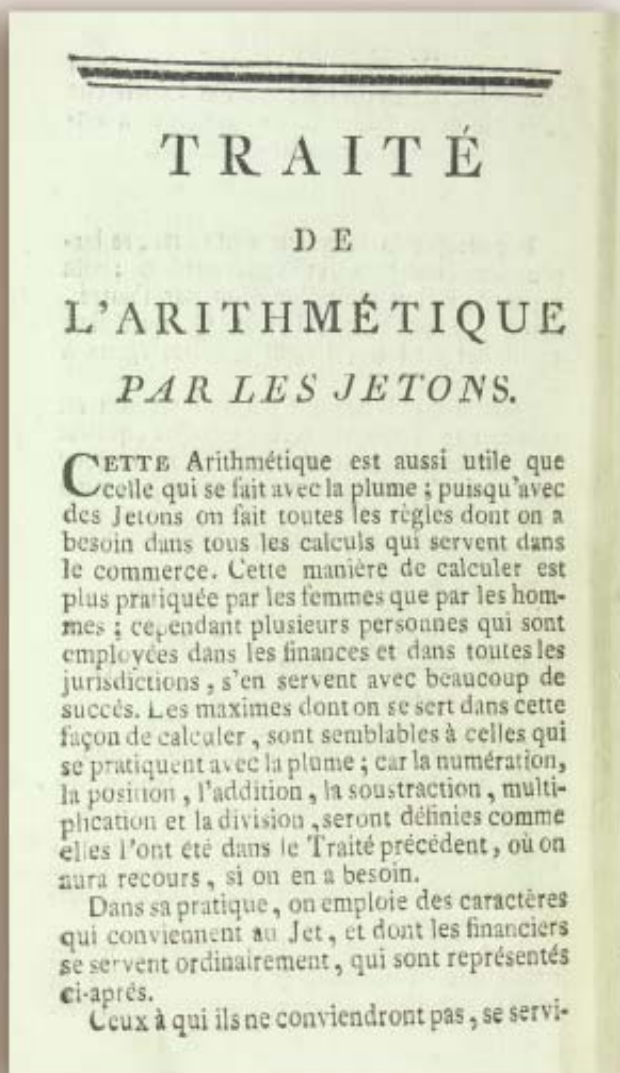 TRAITÉ
DE
L'ARITHMÉTIQUE
PAR LES JETONS.
CETTE Arithmétique est aussi utile que
celle qui se fait avec la plume ; puisqu'avec
des Jetons on fait toutes les règles dont on a
besoin dans tous les calculs qui servent dans
le commerce. Cette manière de calculer est
plus pratiquée par les femmes que par les hom-
mes ; cependant plusieurs personnes qui sont
employées dans les finances et dans toutes les
jurisdictions , s'en servent avec beaucoup de
succés. Les maximes dont on se sert dans cette
façon de calculer , sont semblables à celles qui
se pratiquent avec la plume ; car la numération,
la position , l'addition , la soustraction , multi-
plication et la division , seront définies comme
elles l'ont été dans le Traité précédent , où on
aura recours , si on en a besoin.
Dans sa pratique , on emploie des caractères
qui conviennent au Jet , et dont les financiers
se servent ordinairement , qui sont représentés
ci-aprés.
Ceux à qui ils ne conviendront pas , se servi-